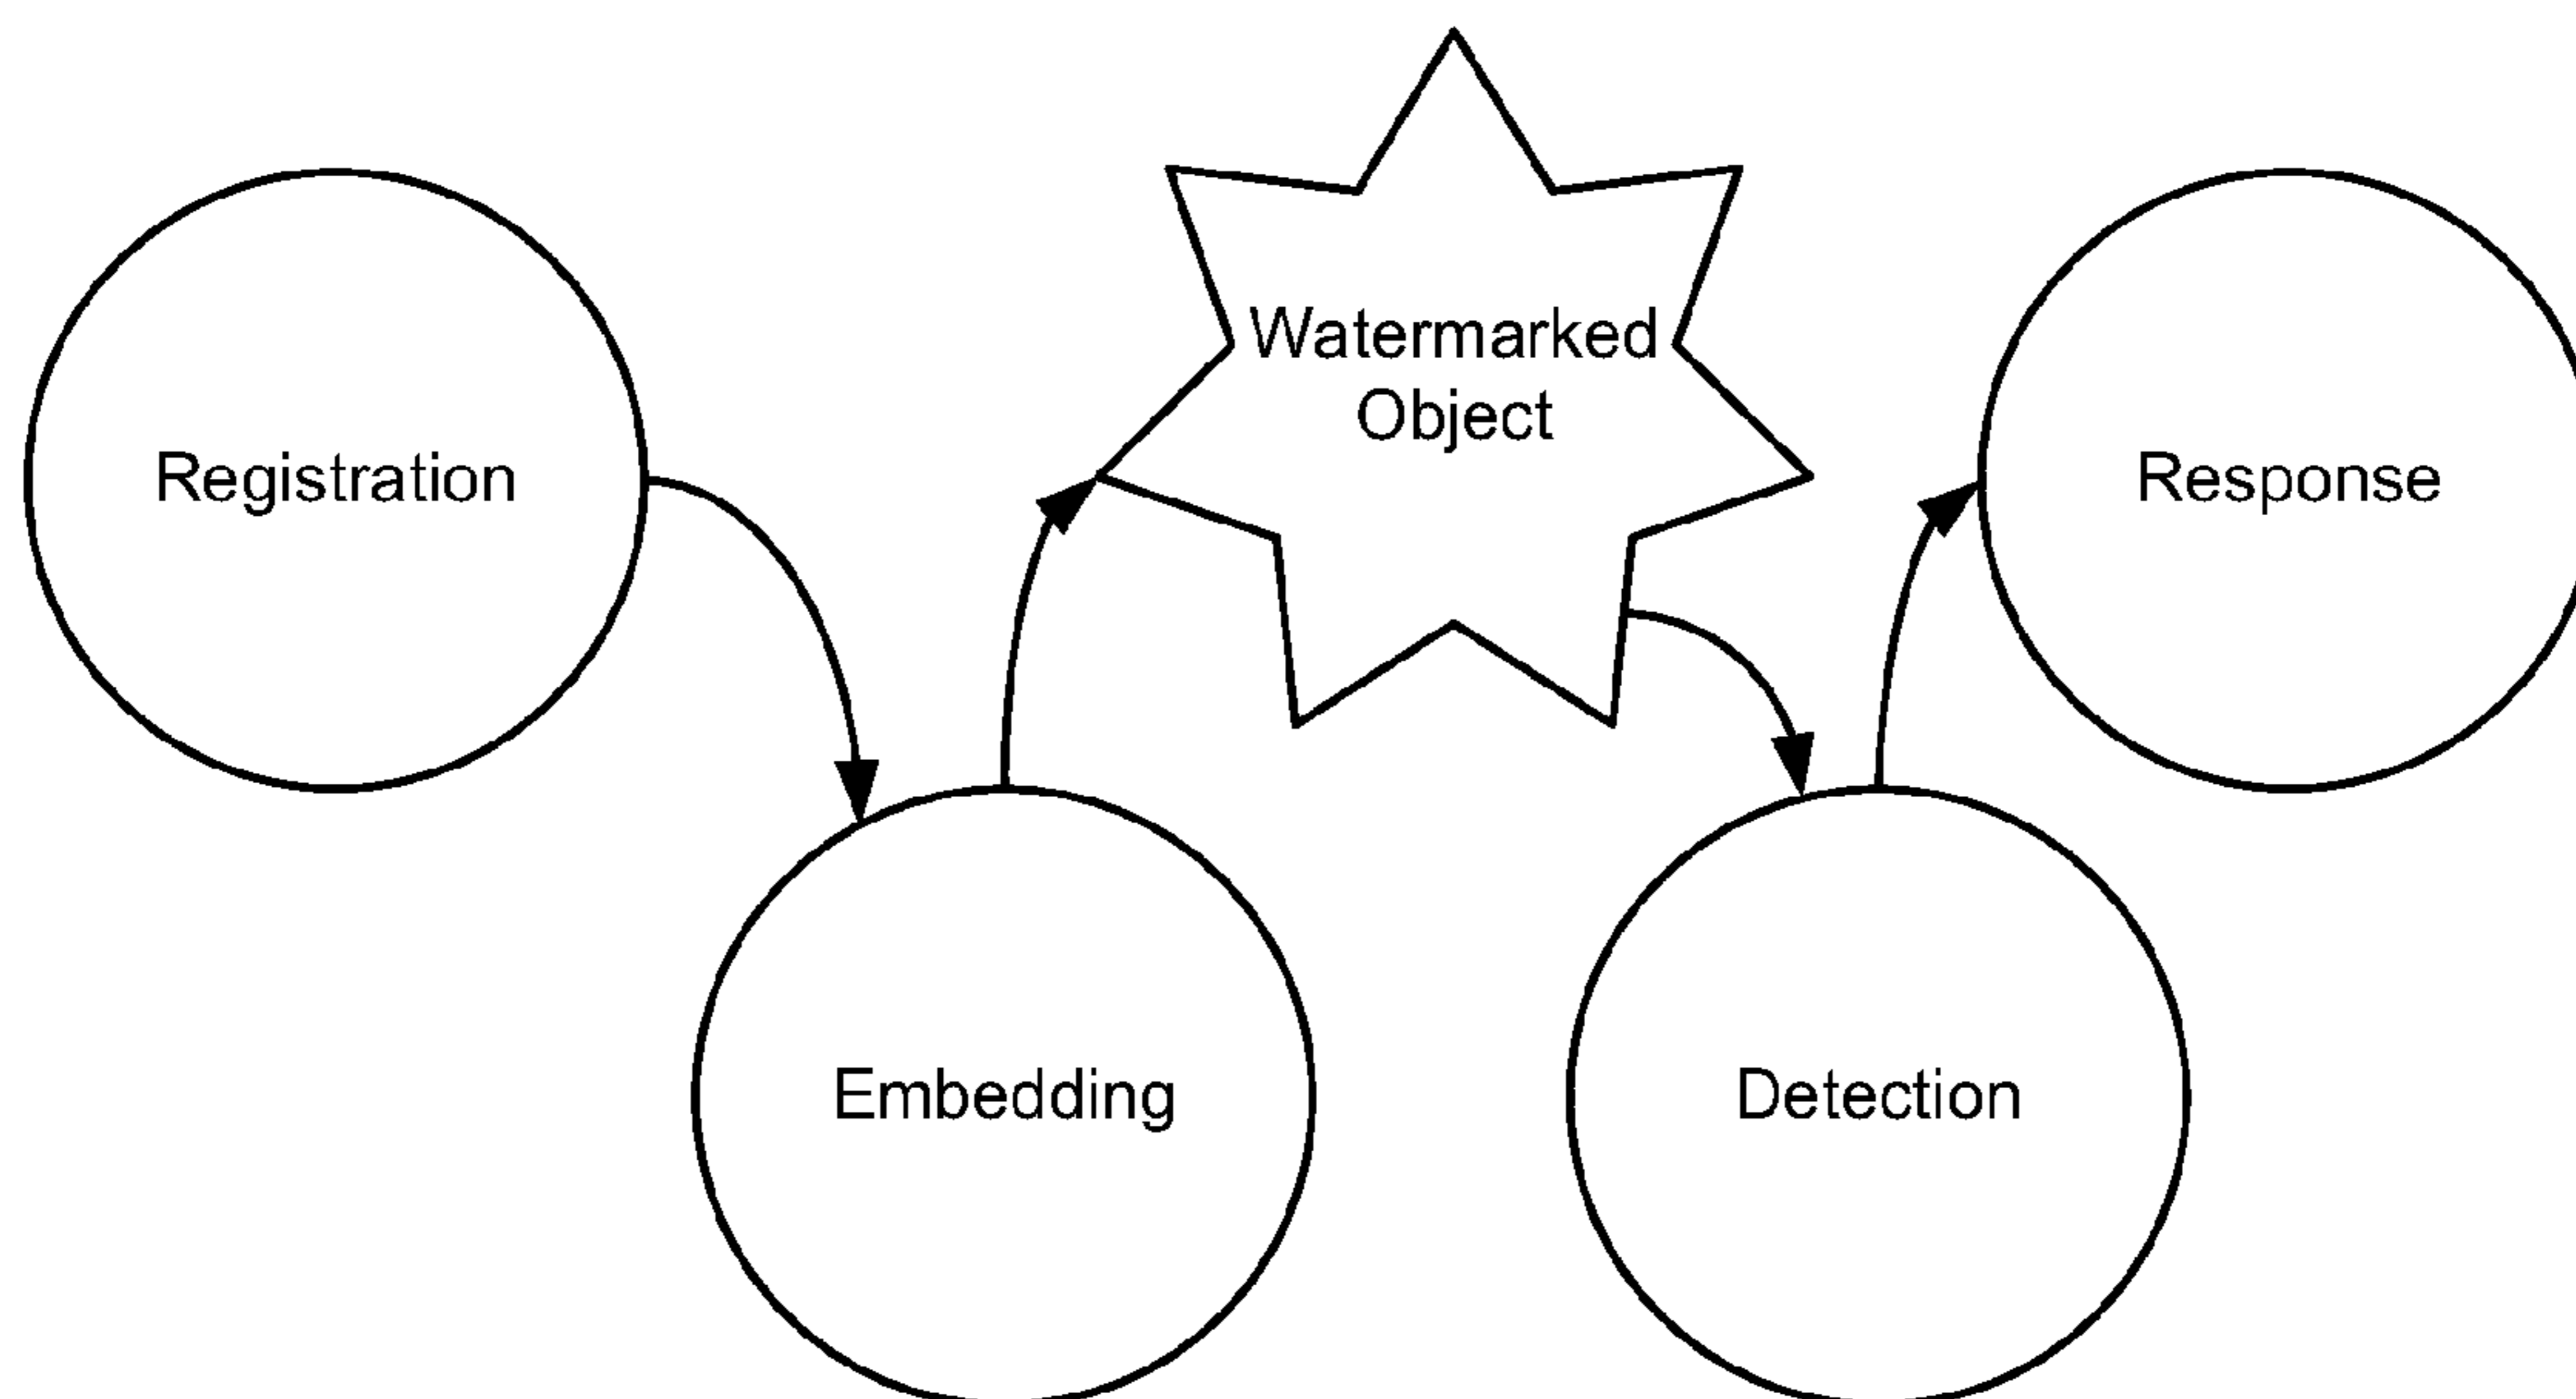 Registration
Embedding
Watermarked
Object
Detection
Response